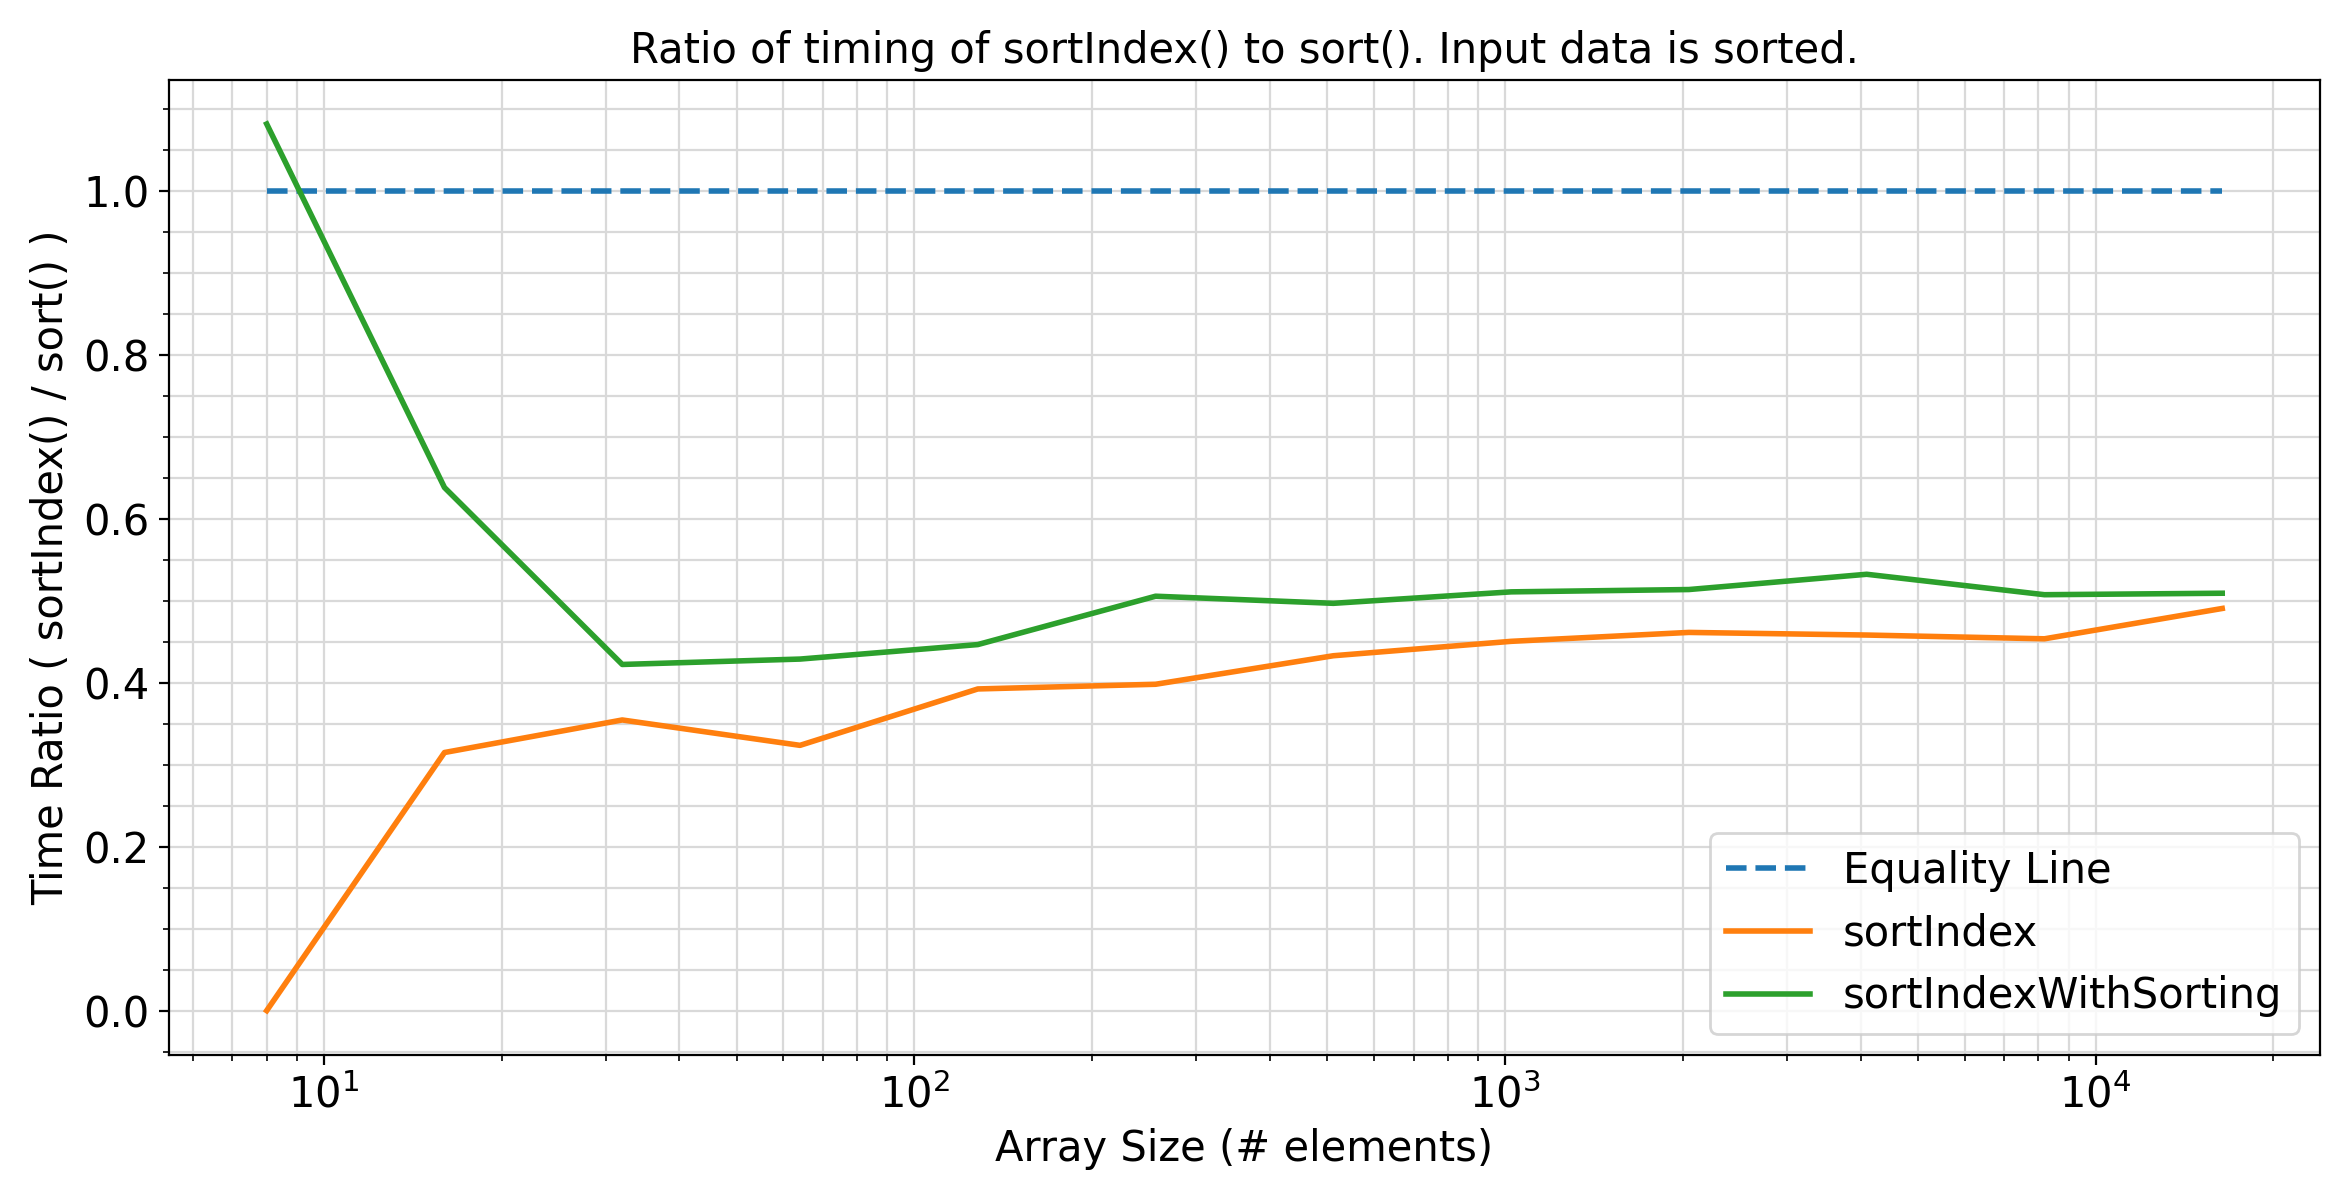 Ratio of timing of sortIndex() to sort(). Input data is sorted.
Time Ratio ( sortIndex() / sort() )
1.0
0.8
0.6
0.4
0.2
0.0
Equality Line
sortIndex
sortIndexWithSorting
10¹ 10² 10³ 10⁴
Array Size (# elements)